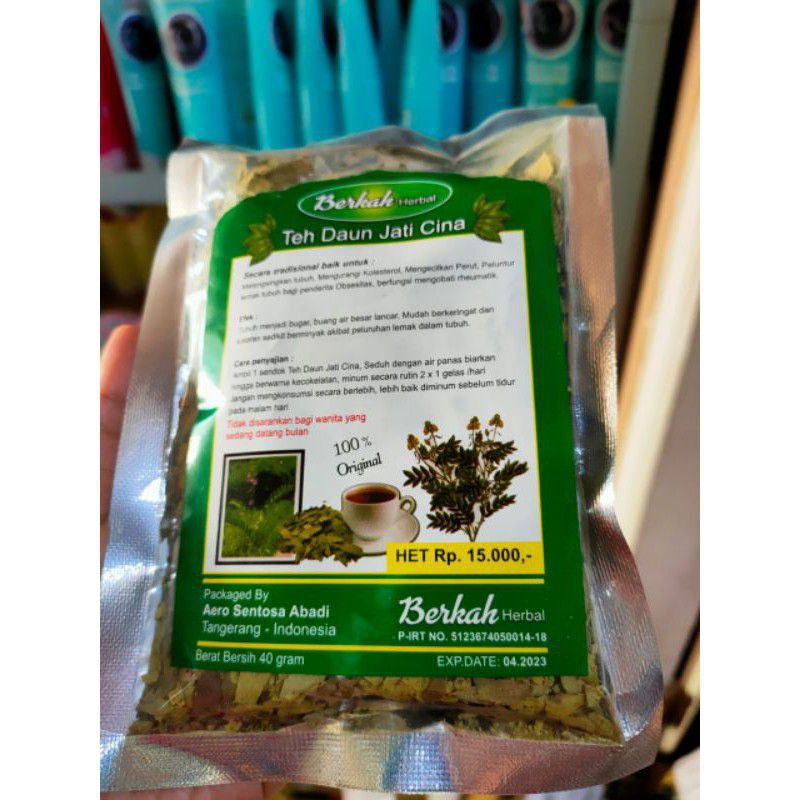 Berkah Herbal
Teh Daun Jati Cina
Secara tradisional baik untuk :
Melangsingkan tubuh, Mengurangi Kolesterol, Mengecilkan Perut, Peluntur
lemak tubuh bagi penderita Obsesitas, berfungsi mengobati rheumatik.
Efek :
Tubuh menjadi bugar, buang air besar lancar. Mudah berkeringat dan
kotoran sedikit berminyak akibat peluruhan lemak dalam tubuh.
Cara penyajian :
Ambil 1 sendok Teh Daun Jati Cina, Seduh dengan air panas biarkan
hingga berwarna kecokelatan, minum secara rutin 2 x 1 gelas /hari
Jangan mengkonsumsi secara berlebih, lebih baik diminum sebelum tidur
pada malam hari
Tidak disarankan bagi wanita yang
sedang datang bulan
100%
Original
HET Rp. 15.000,-
Packaged By
Aero Sentosa Abadi
Tangerang - Indonesia
Berat Bersih 40 gram
Berkah Herbal
P-IRT NO. 5123674050014-18
EXP.DATE: 04.2023